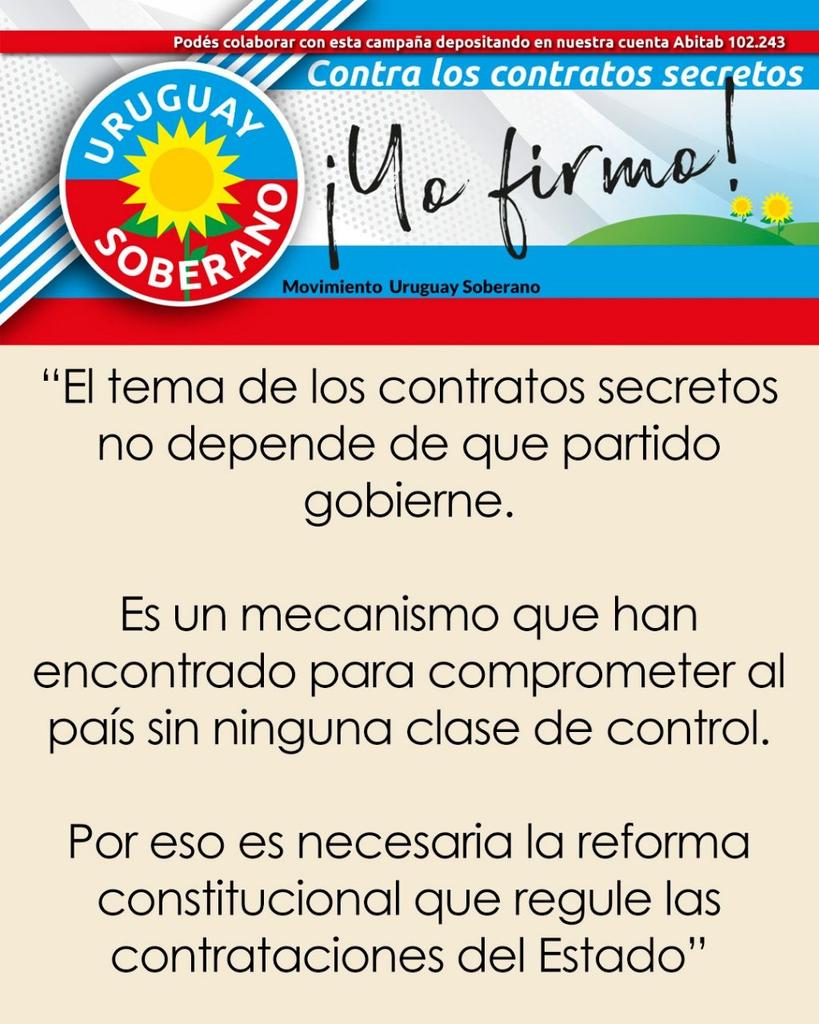 Podés colaborar con esta campaña depositando en nuestra cuenta Abitab 102.243
Contra los contratos secretos
URUGUAY
SOBERANO
¡Yo firmo!
Movimiento Uruguay Soberano
“El tema de los contratos secretos
no depende de que partido
gobierne.
Es un mecanismo que han
encontrado para comprometer al
país sin ninguna clase de control.
Por eso es necesaria la reforma
constitucional que regule las
contrataciones del Estado”